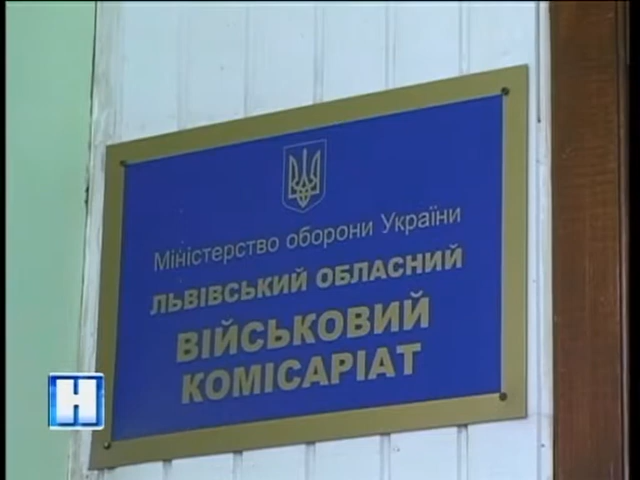 Міністерство оборони України
ЛЬВІВСЬКИЙ ОБЛАСНИЙ
ВІЙСЬКОВИЙ
КОМІСАРІАТ
Н